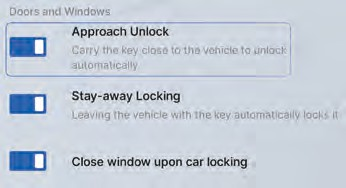 Doors and Windows
Approach Unlock
Carry the key close to the vehicle to unlock
automatically
Stay-away Locking
Leaving the vehicle with the key automatically locks it
Close window upon car locking